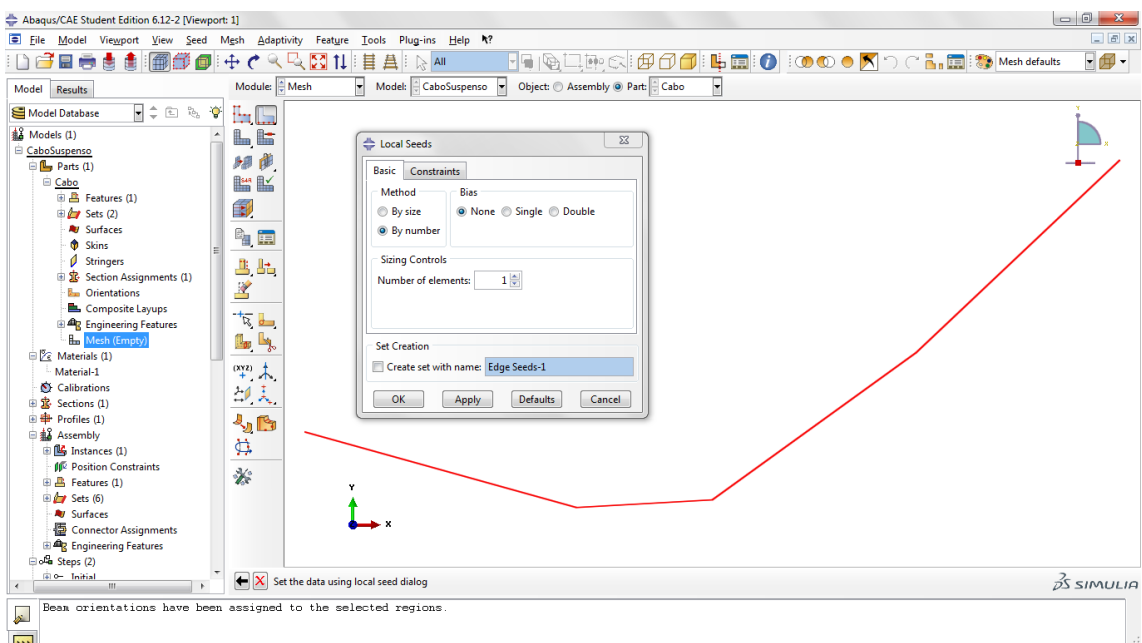 Abaqus/CAE Student Edition 6.12-2 [Viewport: 1]
File Model Viewport View Seed Mesh Adaptivity Feature Tools Plug-ins Help
All Mesh defaults
Model Results Module: Mesh Model: CaboSuspenso Object: Assembly Part: Cabo
Model Database
Models (1)
CaboSuspenso
Parts (1)
Cabo
Features (1)
Sets (2)
Surfaces
Skins
Stringers
Section Assignments (1)
Orientations
Composite Layups
Engineering Features
Mesh (Empty)
Materials (1)
Material-1
Calibrations
Sections (1)
Profiles (1)
Assembly
Instances (1)
Position Constraints
Features (1)
Sets (6)
Surfaces
Connector Assignments
Engineering Features
Steps (2)
Initial
(XYZ)
Local Seeds
Basic Constraints
Method Bias
By size None Single Double
By number
Sizing Controls
Number of elements: 1
Set Creation
Create set with name: Edge Seeds-1
OK Apply Defaults Cancel
Y
X
Y
X
Set the data using local seed dialog
SIMULIA
Beam orientations have been assigned to the selected regions.